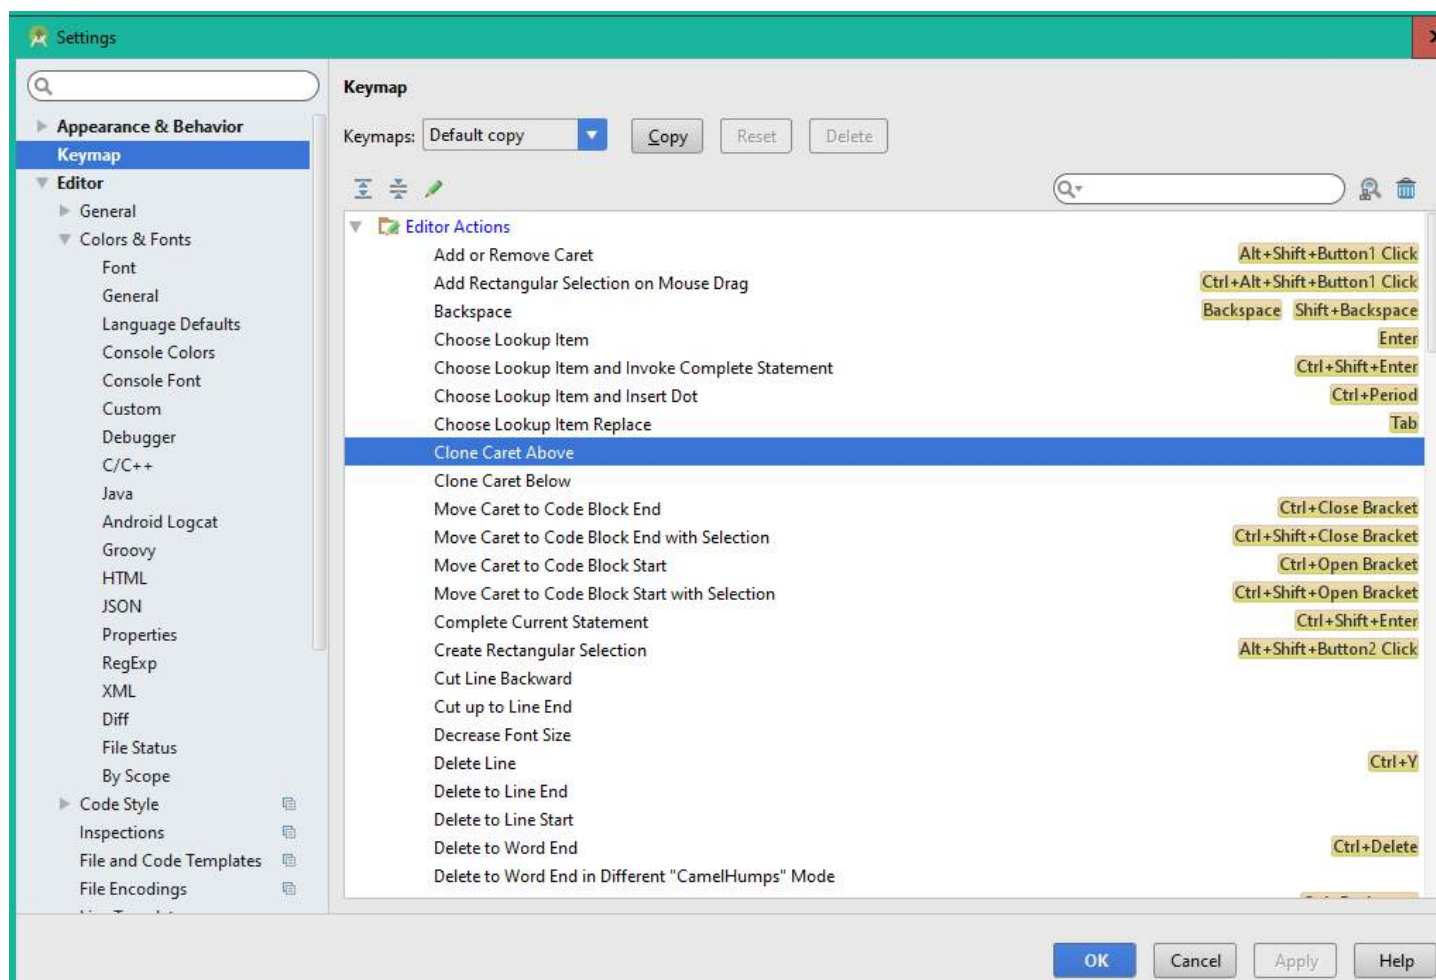 Settings
Appearance & Behavior
Keymap
Editor
General
Colors & Fonts
Font
General
Language Defaults
Console Colors
Console Font
Custom
Debugger
C/C++
Java
Android Logcat
Groovy
HTML
JSON
Properties
RegExp
XML
Diff
File Status
By Scope
Code Style
Inspections
File and Code Templates
File Encodings
Keymap
Keymaps: Default copy Copy Reset Delete
Editor Actions
Add or Remove Caret Alt+Shift+Button1 Click
Add Rectangular Selection on Mouse Drag Ctrl+Alt+Shift+Button1 Click
Backspace Backspace Shift+Backspace
Choose Lookup Item Enter
Choose Lookup Item and Invoke Complete Statement Ctrl+Shift+Enter
Choose Lookup Item and Insert Dot Ctrl+Period
Choose Lookup Item Replace Tab
Clone Caret Above
Clone Caret Below
Move Caret to Code Block End Ctrl+Close Bracket
Move Caret to Code Block End with Selection Ctrl+Shift+Close Bracket
Move Caret to Code Block Start Ctrl+Open Bracket
Move Caret to Code Block Start with Selection Ctrl+Shift+Open Bracket
Complete Current Statement Ctrl+Shift+Enter
Create Rectangular Selection Alt+Shift+Button2 Click
Cut Line Backward
Cut up to Line End
Decrease Font Size
Delete Line Ctrl+Y
Delete to Line End
Delete to Line Start
Delete to Word End Ctrl+Delete
Delete to Word End in Different "CamelHumps" Mode
OK Cancel Apply Help